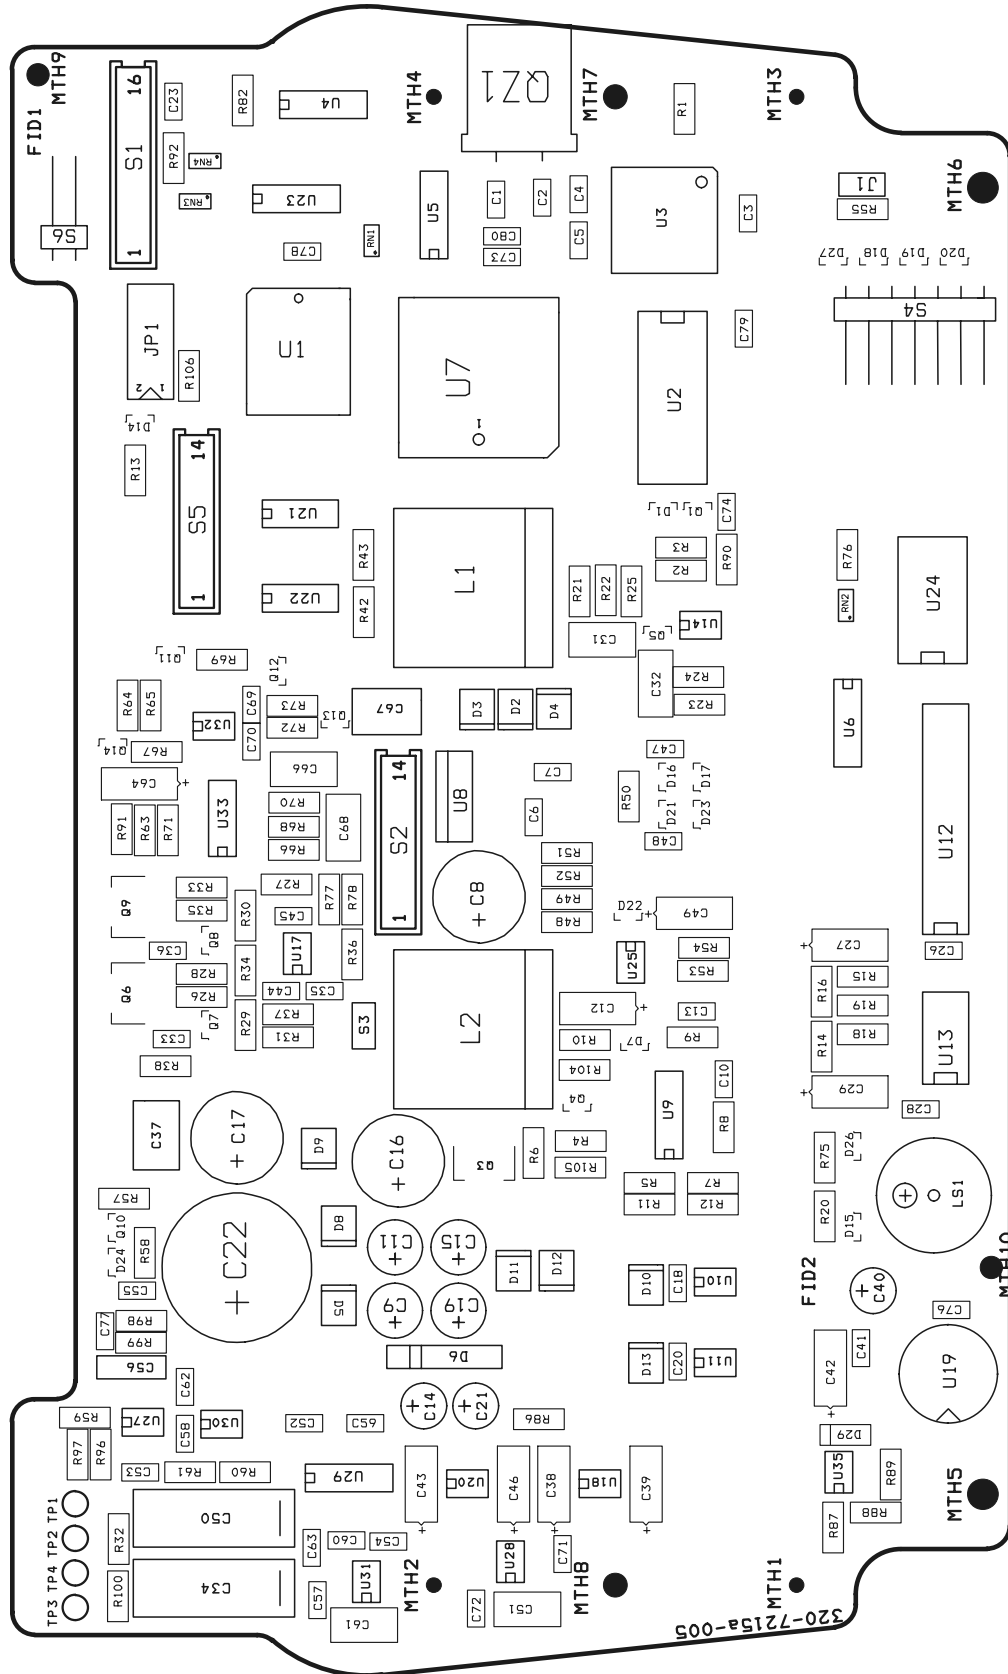 MTH9
FID1
16
S1
1
C23
R82
U4
R92
RN4
RN3
U23
RN1
C78
MTH4
QZ1
MTH7
R1
MTH3
U5
C1
C2
C4
C5
C80
C73
U3
C3
J1
R55
MTH6
S6
D27
D18
D19
D20
S4
JP1
2
1
R106
D14
U1
U7
1
U2
C79
R13
14
S5
1
U21
U22
R43
R42
L1
D1
Q1
C74
R3
R2
R90
R21
R22
R25
C31
Q5
U14
R76
RN2
U24
Q11
R69
Q12
R64
R65
C69
C70
U32
R73
R72
Q13
C67
D3
D2
D4
C32
R24
R23
U6
Q14
R67
C64
+
C66
R91
R63
R71
U33
R70
R68
R66
C68
14
S2
1
U8
C7
C6
C47
R50
D16
D17
D21
D23
C48
U12
Q9
R33
R35
R27
R30
C45
R77
R78
+ C8
R51
R52
R49
R48
D22
+
C49
C36
Q8
R34
U17
R36
U25
R54
R53
+
C27
C26
Q6
R28
R26
C44
C35
R16
R15
R19
Q7
R29
R37
R31
S3
L2
C12
+
C13
R10
D7
R9
R14
R18
U13
C33
R38
R104
Q4
C10
U9
R8
+
C29
C28
C37
+ C17
D9
+ C16
Q3
R6
R4
R105
R75
D26
R57
R5
R7
R11
R12
+
LS1
Q10
D24
R58
+ C22
D8
C11
+
C15
+
R20
D15
C55
D11
D12
D10
C18
U10
FID2
+
C40
MTH10
C77
R98
R99
C56
D5
C9
+
C19
+
C76
D6
D13
C20
U11
C42
+
C41
U19
C62
+
C14
+
C21
R59
U27
C58
U30
C52
C59
R86
D29
R97
R96
C53
R61
R60
U29
C43
+
U20
C46
+
C38
+
U18
C39
+
U35
R89
MTH5
R88
R87
TP1
TP2
TP4
TP3
R32
C50
C63
C60
C54
U28
C71
R100
C34
C57
U31
C61
MTH2
C72
C51
MTH8
MTH1
320-7215a-005